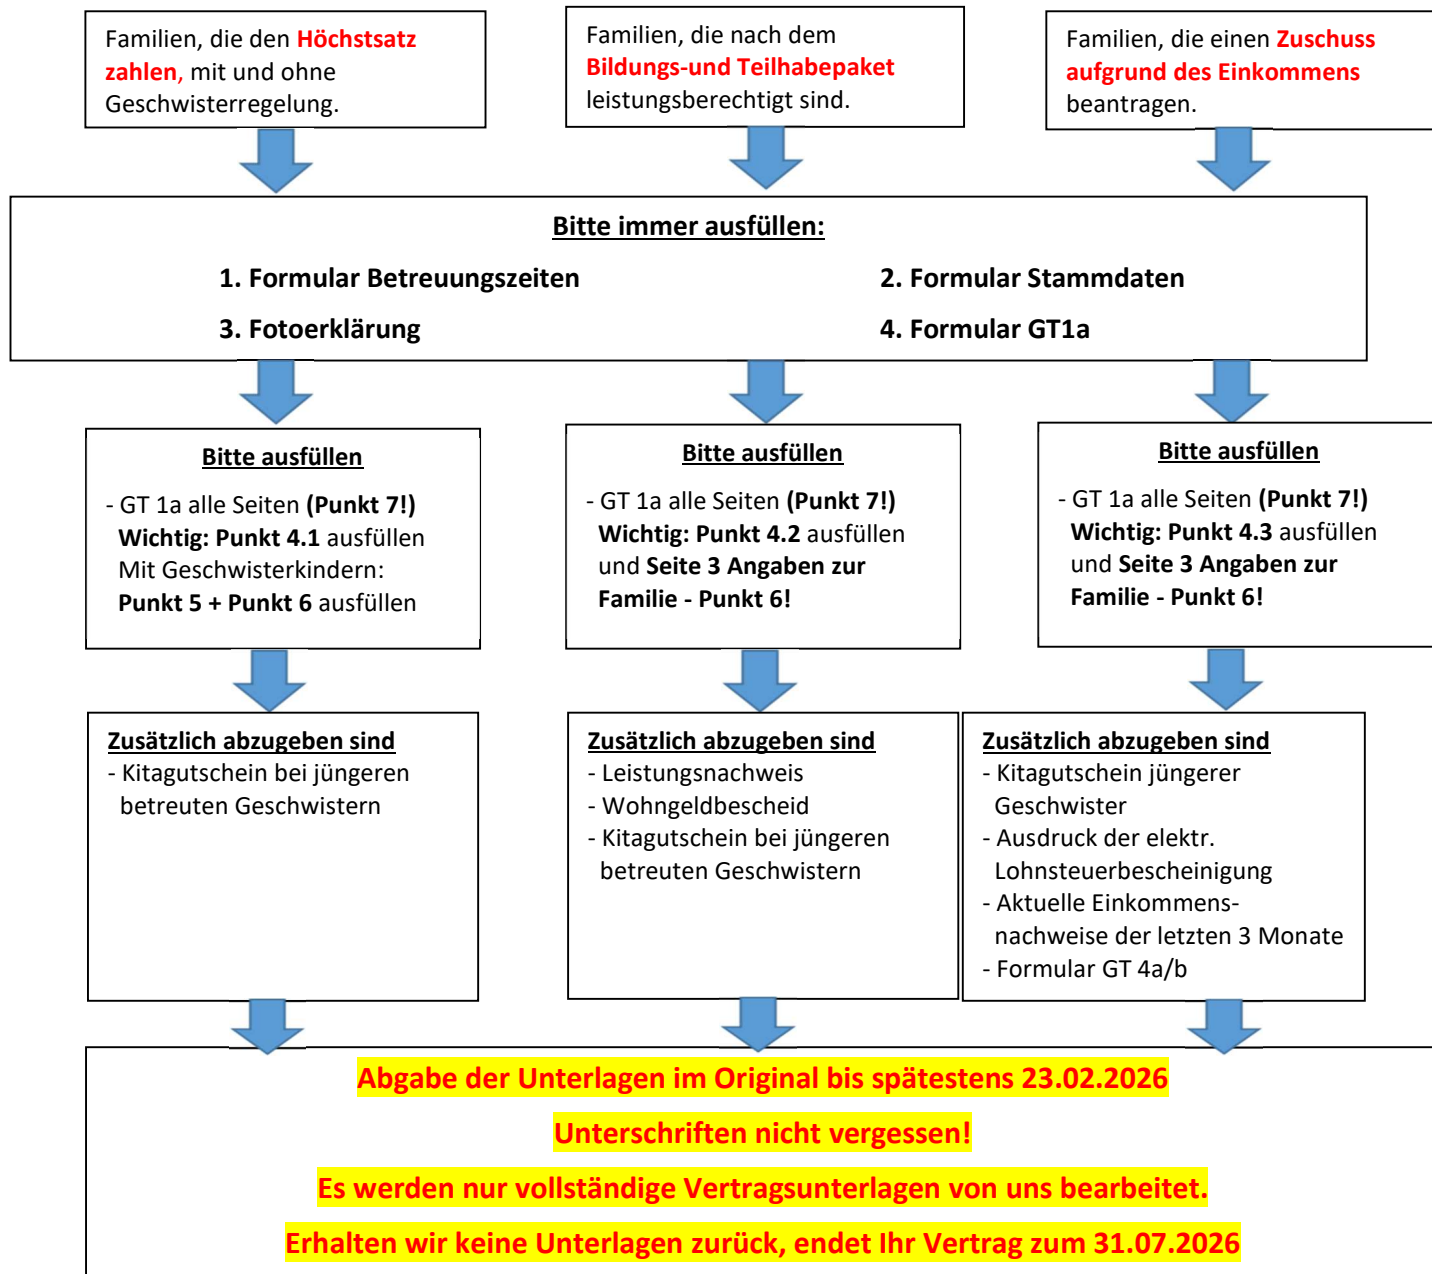 Familien, die den Höchstsatz
zahlen, mit und ohne
Geschwisterregelung.
Familien, die nach dem
Bildungs-und Teilhabepaket
leistungsberechtigt sind.
Familien, die einen Zuschuss
aufgrund des Einkommens
beantragen.
Bitte immer ausfüllen:
1. Formular Betreuungszeiten
2. Formular Stammdaten
3. Fotoerklärung
4. Formular GT1a
Bitte ausfüllen
- GT 1a alle Seiten (Punkt 7!)
Wichtig: Punkt 4.1 ausfüllen
Mit Geschwisterkindern:
Punkt 5 + Punkt 6 ausfüllen
Bitte ausfüllen
- GT 1a alle Seiten (Punkt 7!)
Wichtig: Punkt 4.2 ausfüllen
und Seite 3 Angaben zur
Familie - Punkt 6!
Bitte ausfüllen
- GT 1a alle Seiten (Punkt 7!)
Wichtig: Punkt 4.3 ausfüllen
und Seite 3 Angaben zur
Familie - Punkt 6!
Zusätzlich abzugeben sind
- Kitagutschein bei jüngeren
betreuten Geschwistern
Zusätzlich abzugeben sind
- Leistungsnachweis
- Wohngeldbescheid
- Kitagutschein bei jüngeren
betreuten Geschwistern
Zusätzlich abzugeben sind
- Kitagutschein jüngerer
Geschwister
- Ausdruck der elektr.
Lohnsteuerbescheinigung
- Aktuelle Einkommens-
nachweise der letzten 3 Monate
- Formular GT 4a/b
Abgabe der Unterlagen im Original bis spätestens 23.02.2026
Unterschriften nicht vergessen!
Es werden nur vollständige Vertragsunterlagen von uns bearbeitet.
Erhalten wir keine Unterlagen zurück, endet Ihr Vertrag zum 31.07.2026